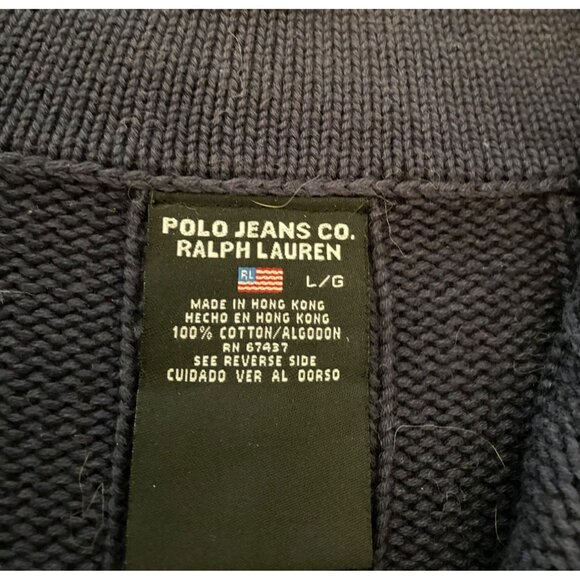 POLO JEANS CO.
RALPH LAUREN
RL L/G
MADE IN HONG KONG
HECHO EN HONG KONG
100% COTTON/ALGODON
RN 67437
SEE REVERSE SIDE
CUIDADO VER AL DORSO